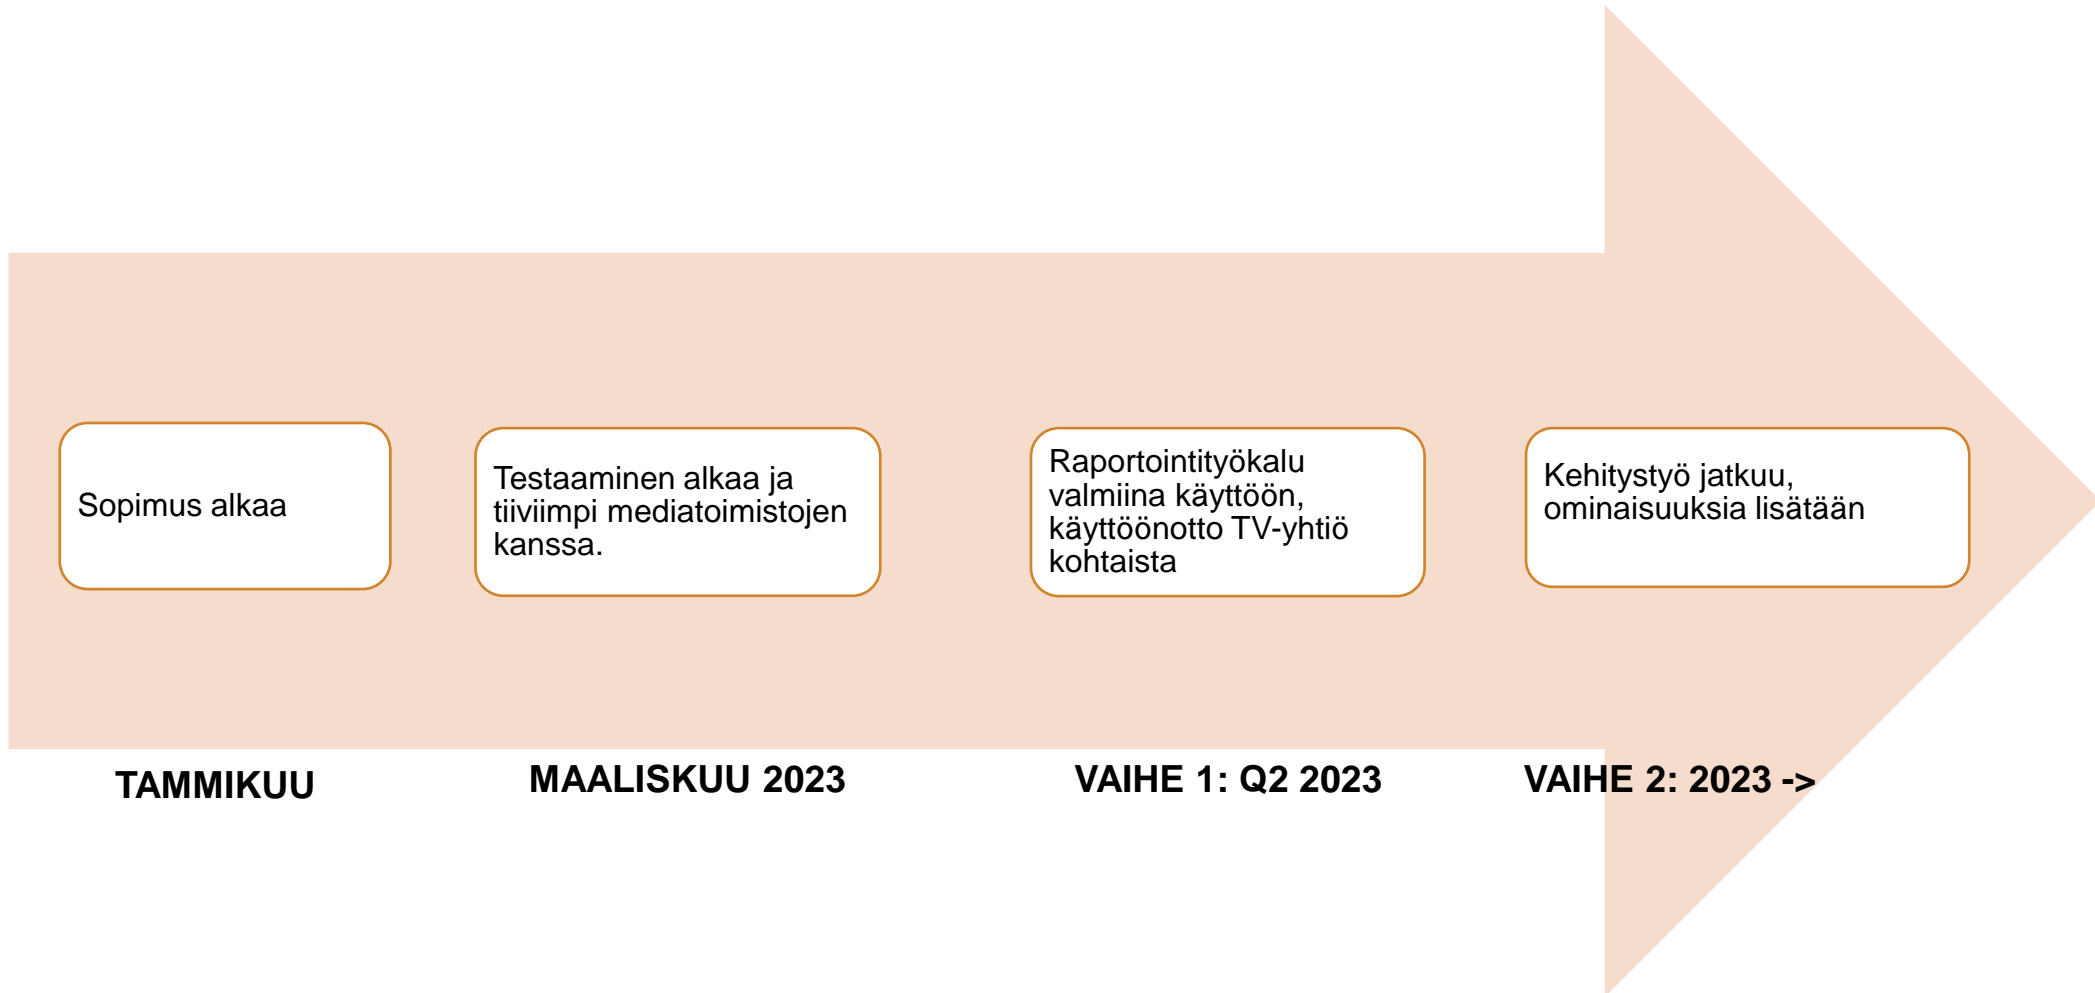 Sopimus alkaa
Testaaminen alkaa ja
tiiviimpi mediatoimistojen
kanssa.
Raportointityökalu
valmiina käyttöön,
käyttöönotto TV-yhtiö
kohtaista
Kehitystyö jatkuu,
ominaisuuksia lisätään
TAMMIKUU
MAALISKUU 2023
VAIHE 1: Q2 2023
VAIHE 2: 2023 ->